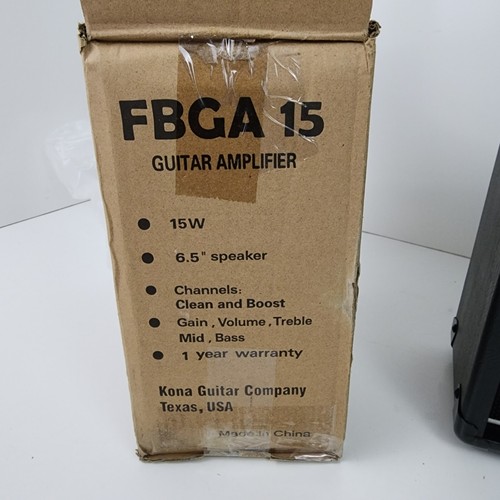 FBGA 15
GUITAR AMPLIFIER
15W
6.5" speaker
Channels:
Clean and Boost
Gain , Volume , Treble
Mid , Bass
1 year warranty
Kona Guitar Company
Texas, USA
Made in China